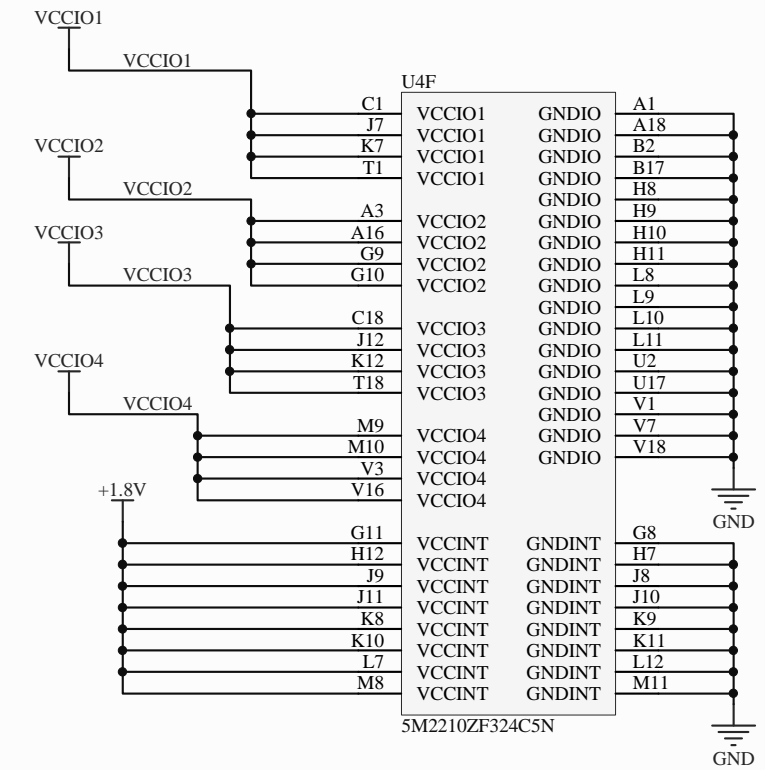 VCCIO1
VCCIO1
U4F
C1 VCCIO1 GNDIO A1
J7 VCCIO1 GNDIO A18
VCCIO2 K7 VCCIO1 GNDIO B2
T1 VCCIO1 GNDIO B17
VCCIO2 GNDIO H8
A3 VCCIO2 GNDIO H9
VCCIO3 A16 VCCIO2 GNDIO H10
G9 VCCIO2 GNDIO H11
VCCIO3 G10 VCCIO2 GNDIO L8
GNDIO L9
C18 VCCIO3 GNDIO L10
J12 VCCIO3 GNDIO L11
VCCIO4 K12 VCCIO3 GNDIO U2
T18 VCCIO3 GNDIO U17
VCCIO4 GNDIO V1
M9 VCCIO4 GNDIO V7
M10 VCCIO4 GNDIO V18
V3 VCCIO4
+1.8V V16 VCCIO4
GND
G11 VCCINT GNDINT G8
H12 VCCINT GNDINT H7
J9 VCCINT GNDINT J8
J11 VCCINT GNDINT J10
K8 VCCINT GNDINT K9
K10 VCCINT GNDINT K11
L7 VCCINT GNDINT L12
M8 VCCINT GNDINT M11
5M2210ZF324C5N
GND